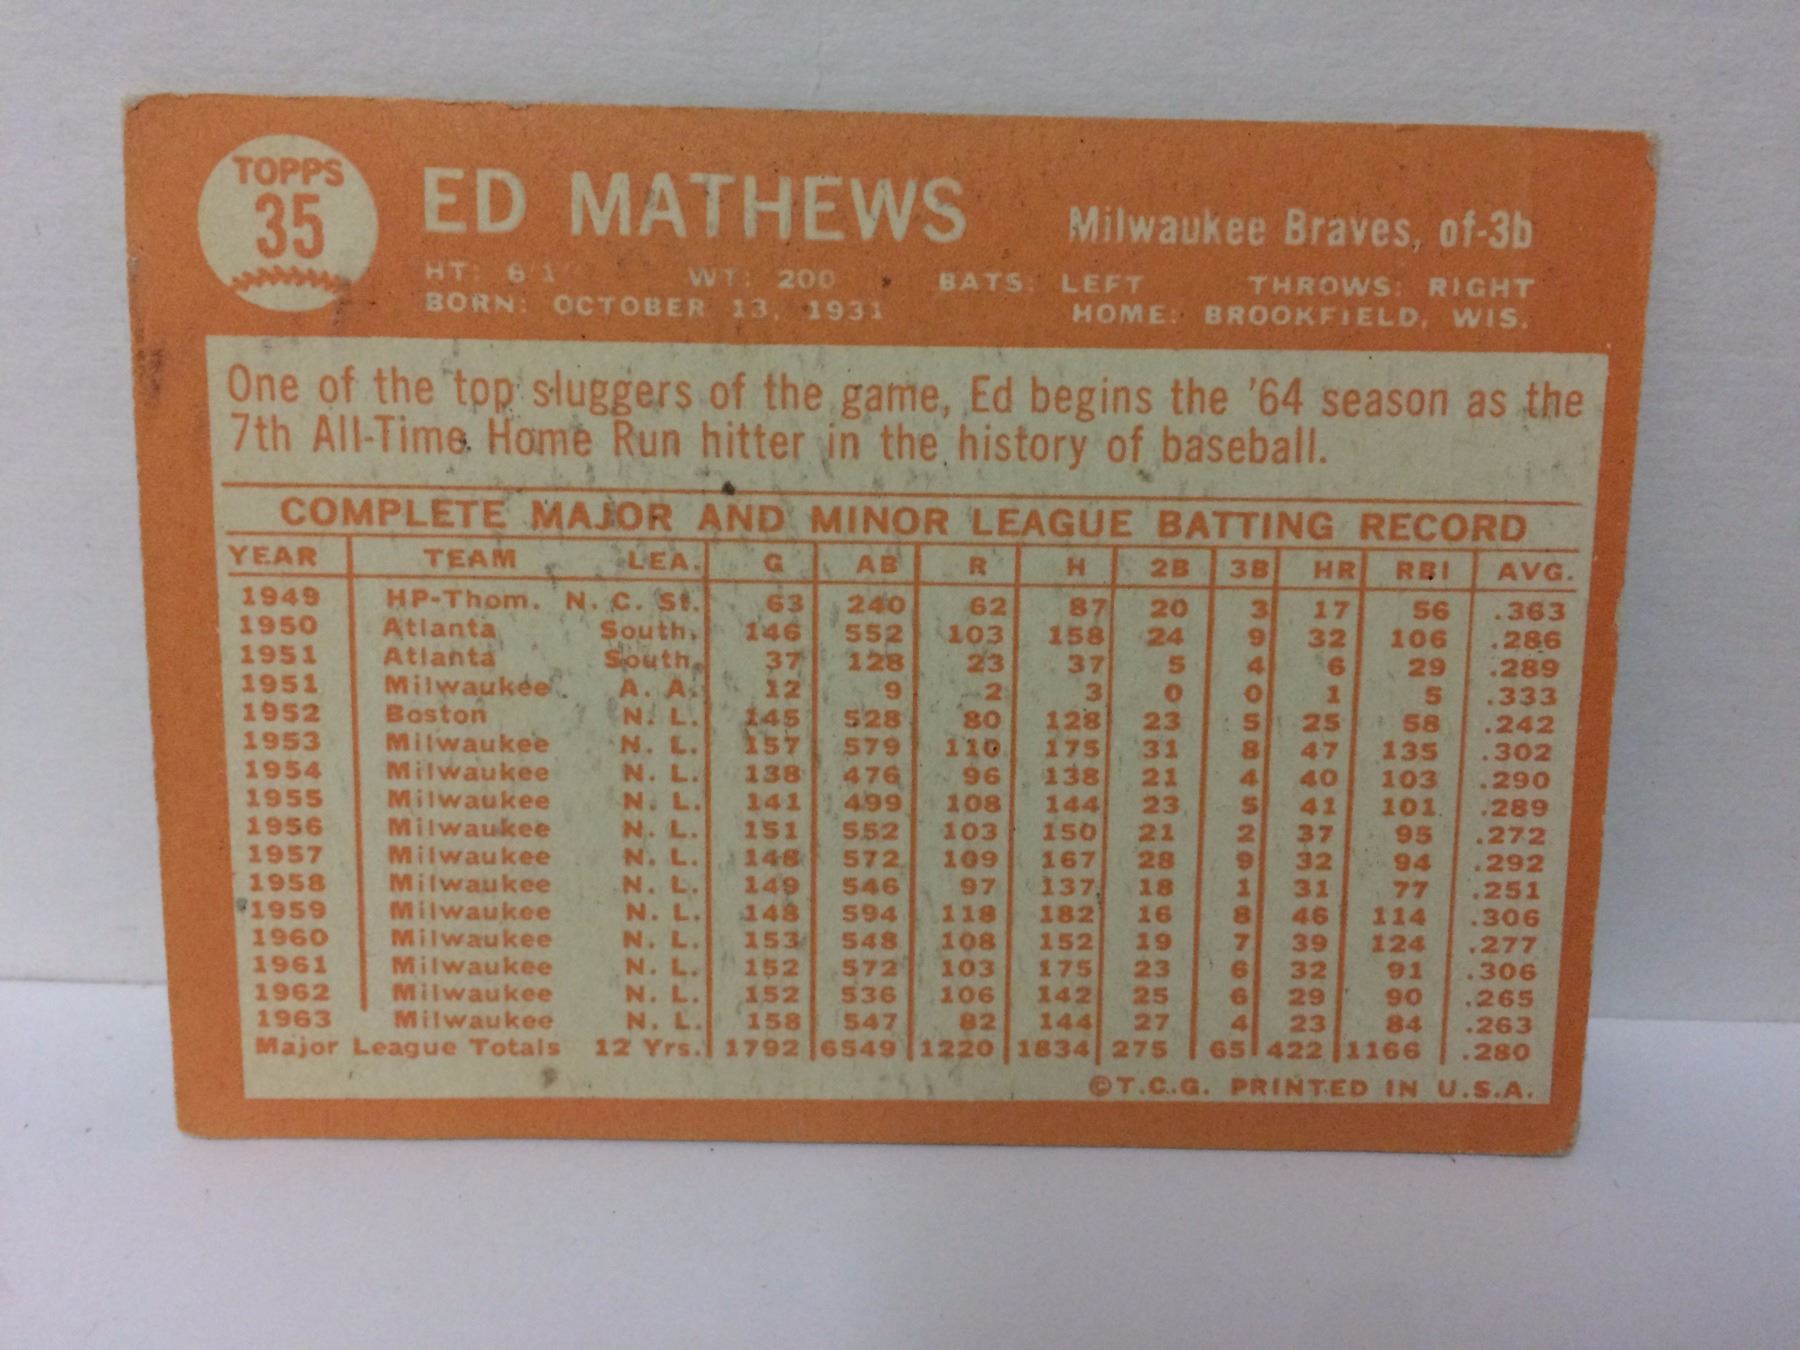 TOPPS
35
ED MATHEWS
Milwaukee Braves, of-3b
HT: 6'1" WT: 200 BATS: LEFT THROWS: RIGHT
BORN: OCTOBER 13, 1931 HOME: BROOKFIELD, WIS.
One of the top sluggers of the game, Ed begins the '64 season as the
7th All-Time Home Run hitter in the history of baseball.
COMPLETE MAJOR AND MINOR LEAGUE BATTING RECORD
YEAR TEAM LEA. G AB R H 2B 3B HR RBI AVG.
1949 HP-Thom. N. C. St. 63 240 62 87 20 3 17 56 .363
1950 Atlanta South. 146 552 103 158 24 9 32 106 .286
1951 Atlanta South. 37 128 23 37 5 4 6 29 .289
1951 Milwaukee A. A. 12 9 2 3 0 0 1 5 .333
1952 Boston N. L. 145 528 80 128 23 5 25 58 .242
1953 Milwaukee N. L. 157 579 110 175 31 8 47 135 .302
1954 Milwaukee N. L. 138 476 96 138 21 4 40 103 .290
1955 Milwaukee N. L. 141 499 108 144 23 5 41 101 .289
1956 Milwaukee N. L. 151 552 103 150 21 2 37 95 .272
1957 Milwaukee N. L. 148 572 109 167 28 9 32 94 .292
1958 Milwaukee N. L. 149 546 97 137 18 1 31 77 .251
1959 Milwaukee N. L. 148 594 118 182 16 8 46 114 .306
1960 Milwaukee N. L. 153 548 108 152 19 7 39 124 .277
1961 Milwaukee N. L. 152 572 103 175 23 6 32 91 .306
1962 Milwaukee N. L. 152 536 106 142 25 6 29 90 .265
1963 Milwaukee N. L. 158 547 82 144 27 4 23 84 .263
Major League Totals 12 Yrs. 1792 6549 1220 1834 275 65 422 1166 .280
©T.C.G. PRINTED IN U.S.A.